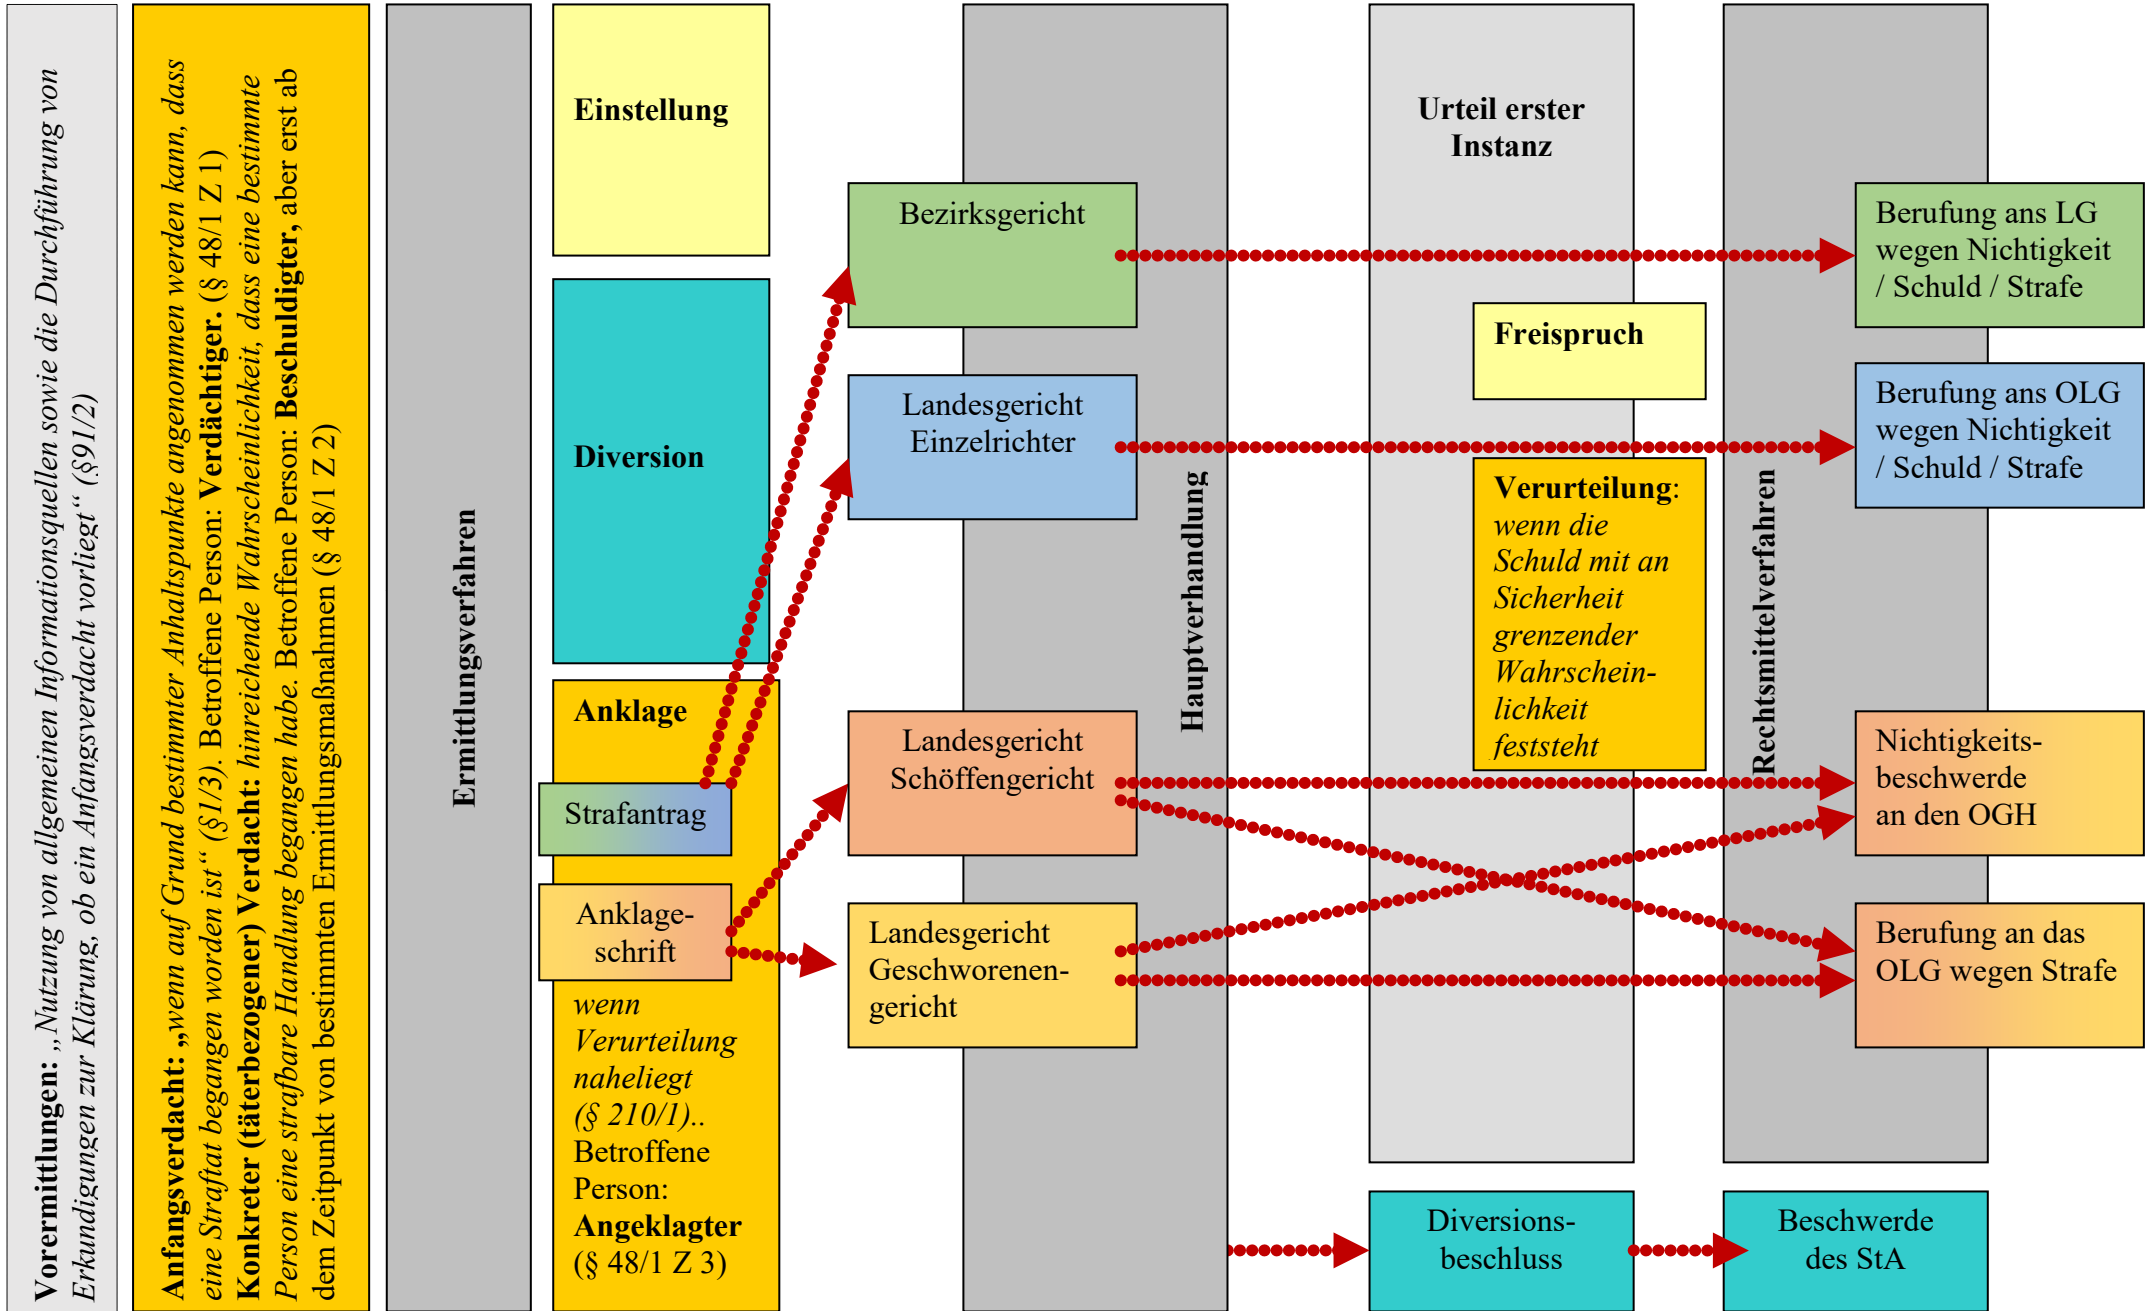 Vorermittlungen: „Nutzung von allgemeinen Informationsquellen sowie die Durchführung von
Erkundigungen zur Klärung, ob ein Anfangsverdacht vorliegt“ (§91/2)
Anfangsverdacht: „wenn auf Grund bestimmter Anhaltspunkte angenommen werden kann, dass
eine Straftat begangen worden ist“ (§1/3). Betroffene Person: Verdächtiger. (§ 48/1 Z 1)
Konkreter (täterbezogener) Verdacht: hinreichende Wahrscheinlichkeit, dass eine bestimmte
Person eine strafbare Handlung begangen habe. Betroffene Person: Beschuldigter, aber erst ab
dem Zeitpunkt von bestimmten Ermittlungsmaßnahmen (§ 48/1 Z 2)
Ermittlungsverfahren
Einstellung
Diversion
Anklage
Strafantrag
Anklage-
schrift
wenn
Verurteilung
naheliegt
(§ 210/1)..
Betroffene
Person:
Angeklagter
(§ 48/1 Z 3)
Bezirksgericht
Landesgericht
Einzelrichter
Landesgericht
Schöffengericht
Landesgericht
Geschworenen-
gericht
Hauptverhandlung
Urteil erster
Instanz
Freispruch
Verurteilung:
wenn die
Schuld mit an
Sicherheit
grenzender
Wahrschein-
lichkeit
feststeht
Diversions-
beschluss
Rechtsmittelverfahren
Berufung ans LG
wegen Nichtigkeit
/ Schuld / Strafe
Berufung ans OLG
wegen Nichtigkeit
/ Schuld / Strafe
Nichtigkeits-
beschwerde
an den OGH
Berufung an das
OLG wegen Strafe
Beschwerde
des StA